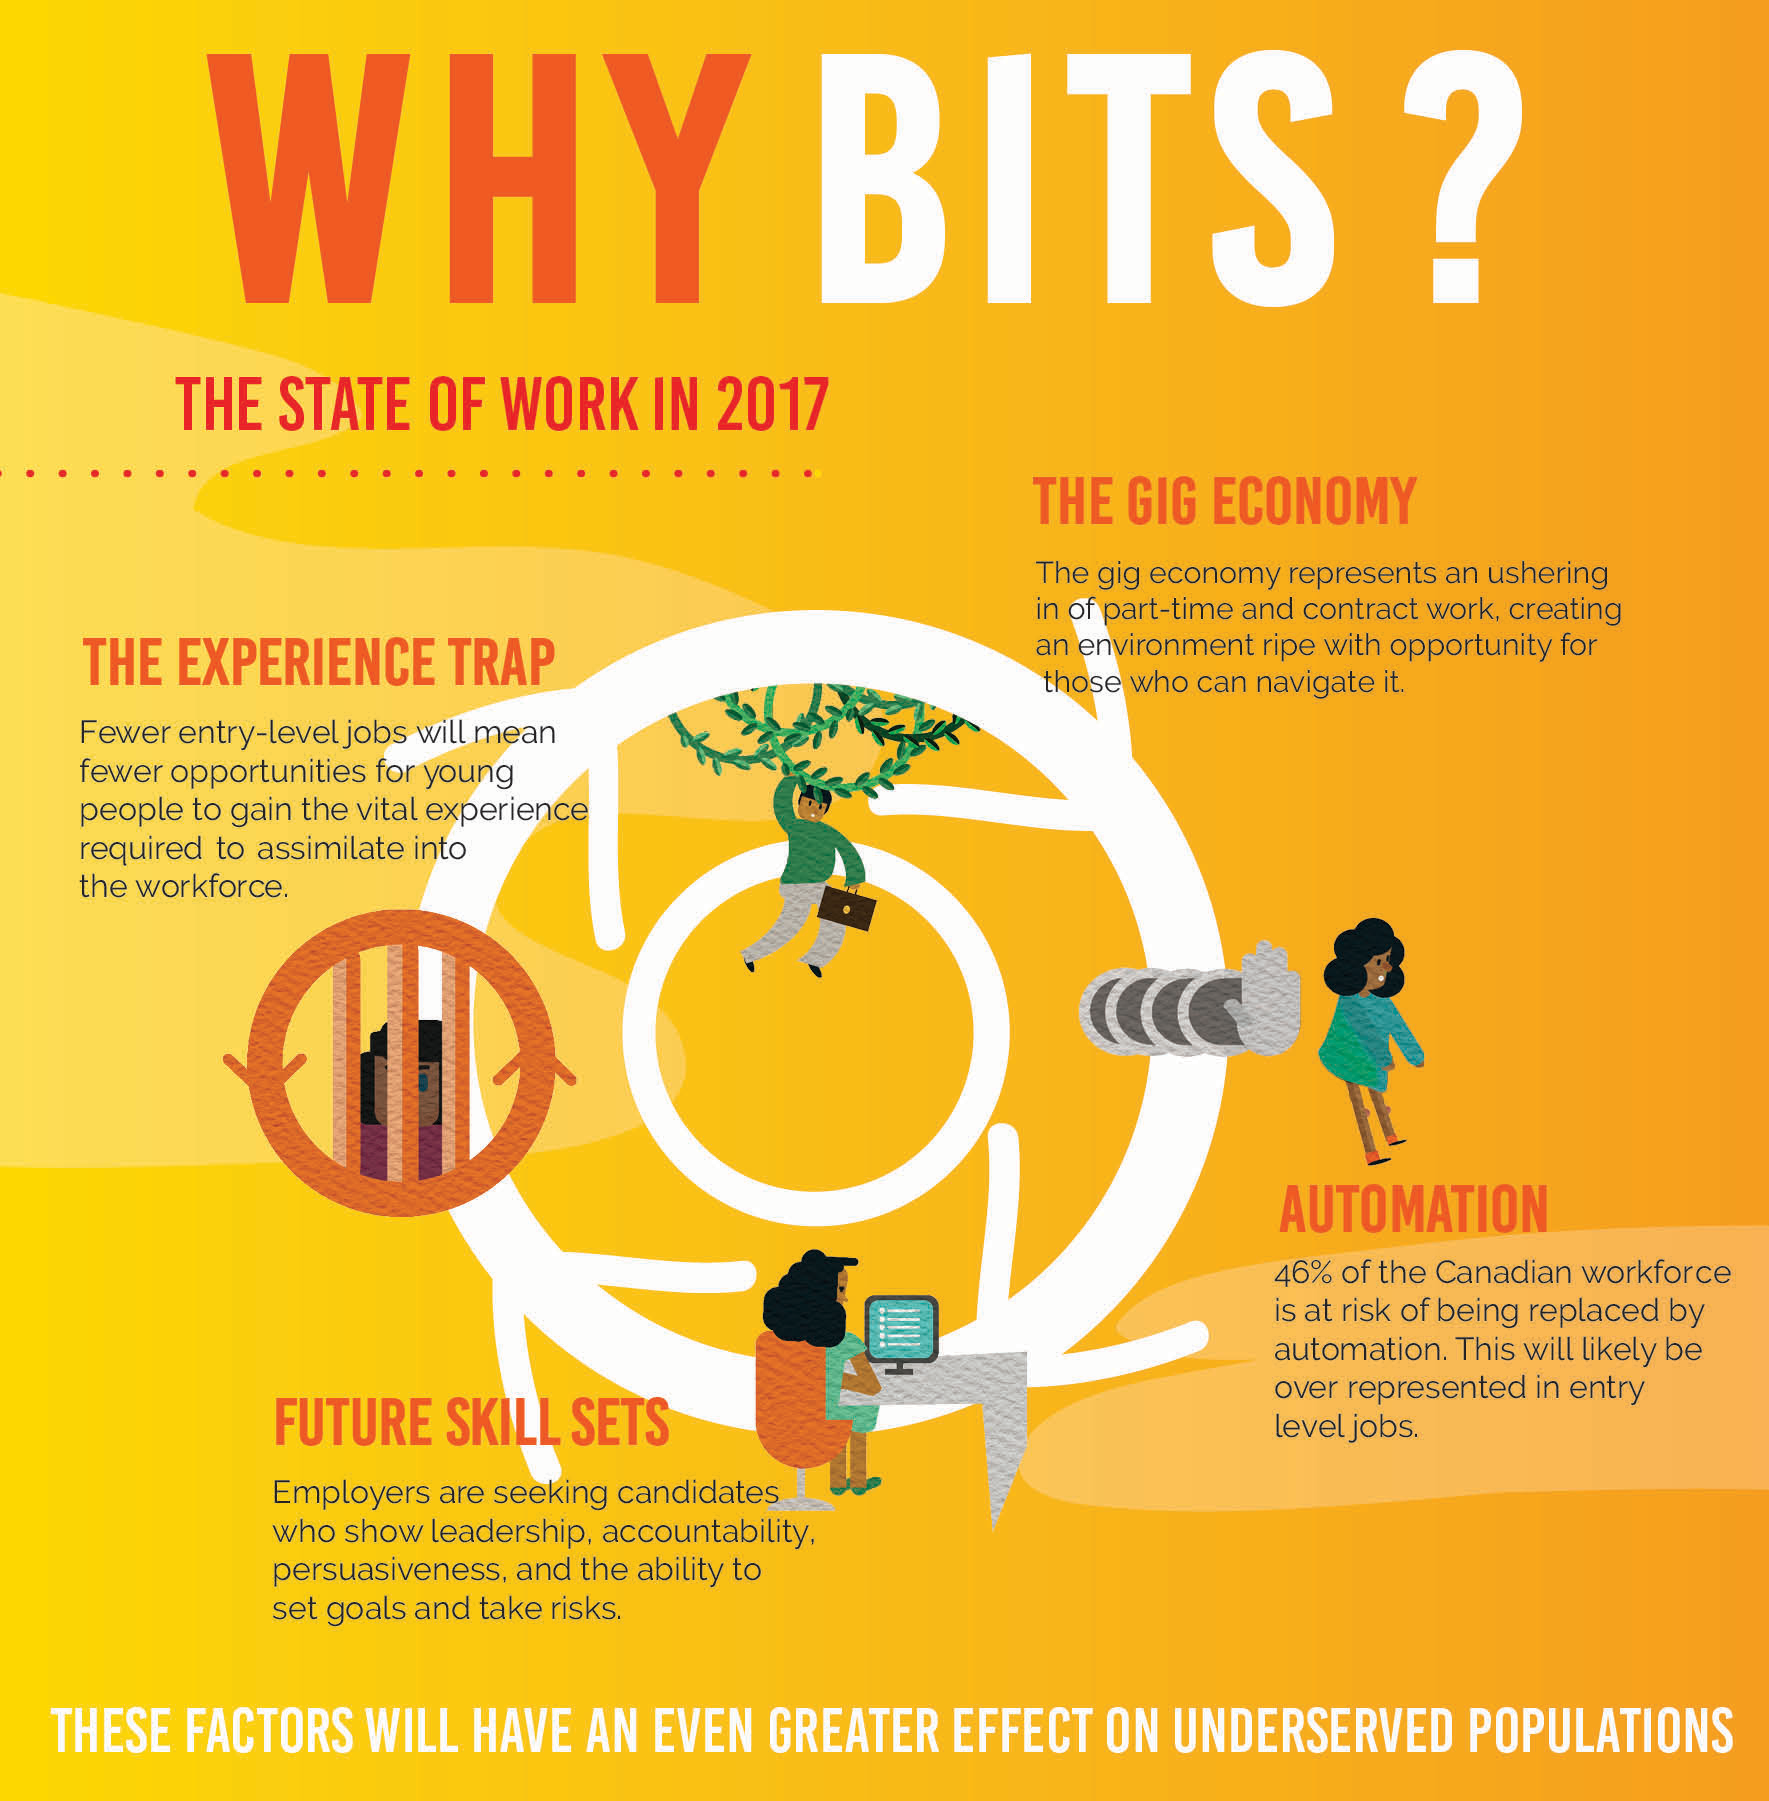 WHY BITS?
THE STATE OF WORK IN 2017
THE GIG ECONOMY
The gig economy represents an ushering
in of part-time and contract work, creating
an environment ripe with opportunity for
those who can navigate it.
THE EXPERIENCE TRAP
Fewer entry-level jobs will mean
fewer opportunities for young
people to gain the vital experience
required to assimilate into
the workforce.
AUTOMATION
46% of the Canadian workforce
is at risk of being replaced by
automation. This will likely be
over represented in entry
level jobs.
FUTURE SKILL SETS
Employers are seeking candidates
who show leadership, accountability,
persuasiveness, and the ability to
set goals and take risks.
THESE FACTORS WILL HAVE AN EVEN GREATER EFFECT ON UNDERSERVED POPULATIONS